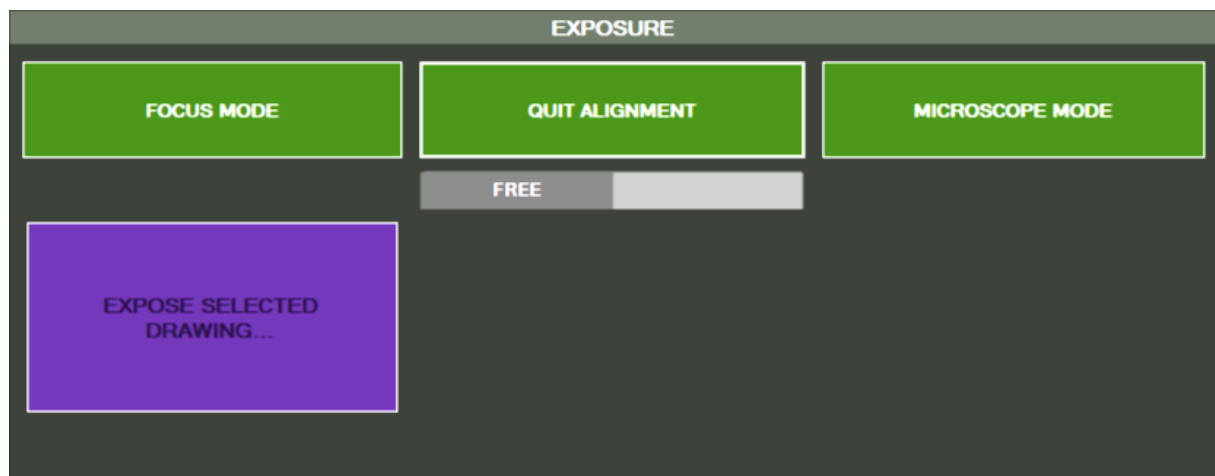 EXPOSURE
FOCUS MODE
QUIT ALIGNMENT
MICROSCOPE MODE
FREE
EXPOSE SELECTED
DRAWING...